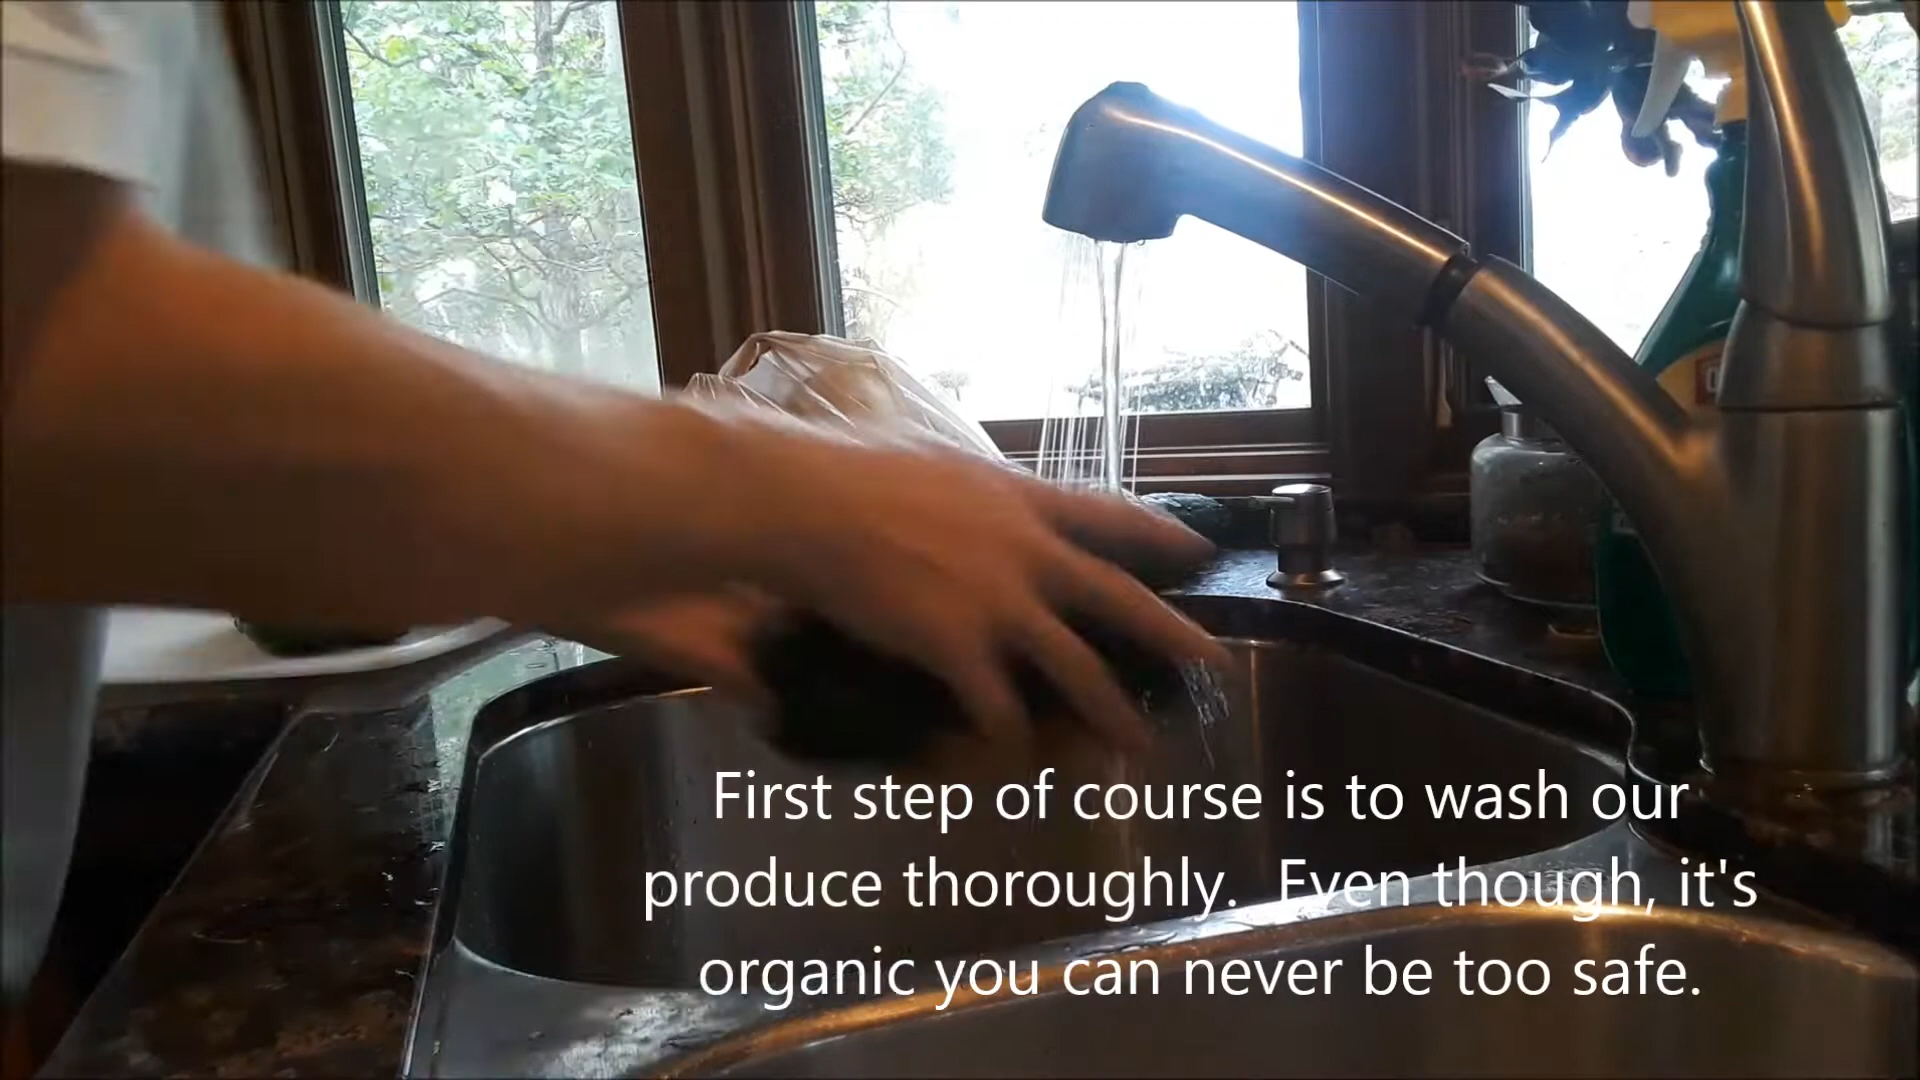 First step of course is to wash our
produce thoroughly.  Even though, it's
organic you can never be too safe.